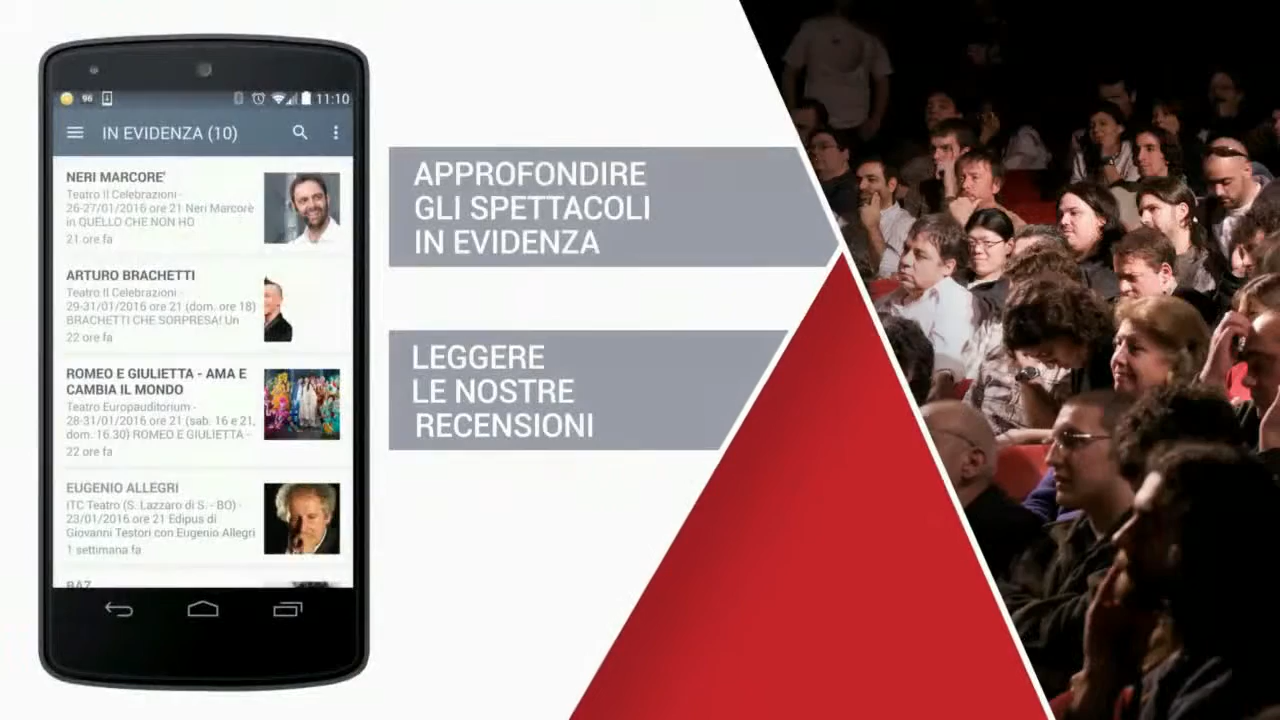 96
11:10
IN EVIDENZA (10)
NERI MARCORE'
Teatro Il Celebrazioni -
26-27/01/2016 ore 21 Neri Marcorè
in QUELLO CHE NON HO
21 ore fa
ARTURO BRACHETTI
Teatro Il Celebrazioni -
29-31/01/2016 ore 21 (dom. ore 18)
BRACHETTI CHE SORPRESA! Un
22 ore fa
ROMEO E GIULIETTA - AMA E
CAMBIA IL MONDO
Teatro Europauditorium -
28-31/01/2016 ore 21 (sab. 16 e 21,
dom. 16.30) ROMEO E GIULIETTA -
22 ore fa
EUGENIO ALLEGRI
ITC Teatro (S. Lazzaro di S. - BO) -
23/01/2016 ore 21 Edipus di
Giovanni Testori con Eugenio Allegri
1 settimana fa
BAZ
APPROFONDIRE
GLI SPETTACOLI
IN EVIDENZA
LEGGERE
LE NOSTRE
RECENSIONI